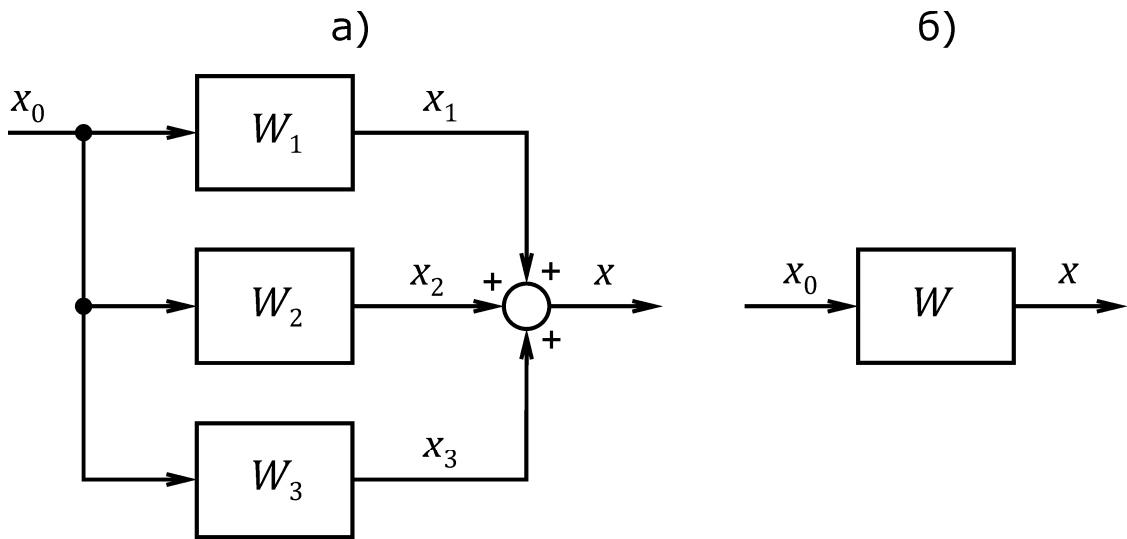 а)
б)
x₀
W₁
x₁
W₂
x₂
+
+
x
+
W₃
x₃
x₀
W
x